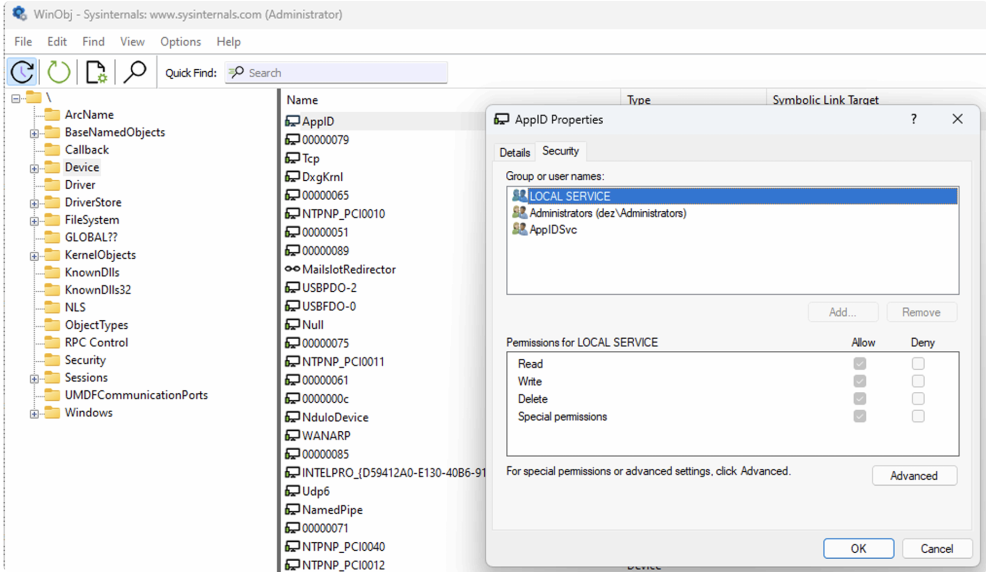 WinObj - Sysinternals: www.sysinternals.com (Administrator)
File Edit Find View Options Help
Quick Find: Search
\
ArcName
BaseNamedObjects
Callback
Device
Driver
DriverStore
FileSystem
GLOBAL??
KernelObjects
KnownDlls
KnownDlls32
NLS
ObjectTypes
RPC Control
Security
Sessions
UMDFCommunicationPorts
Windows
Name Type Symbolic Link Target
AppID
00000079
Tcp
DxgKrnl
00000065
NTPNP_PCI0010
00000051
00000089
MailslotRedirector
USBPDO-2
USBFDO-0
Null
00000075
NTPNP_PCI0011
00000061
0000000c
NduIoDevice
WANARP
00000085
INTELPRO_{D59412A0-E130-40B6-91
Udp6
NamedPipe
00000071
NTPNP_PCI0040
NTPNP_PCI0012
Device
AppID Properties
?
Details Security
Group or user names:
LOCAL SERVICE
Administrators (dez\Administrators)
AppIDSvc
Add... Remove
Permissions for LOCAL SERVICE Allow Deny
Read
Write
Delete
Special permissions
For special permissions or advanced settings, click Advanced.
Advanced
OK Cancel